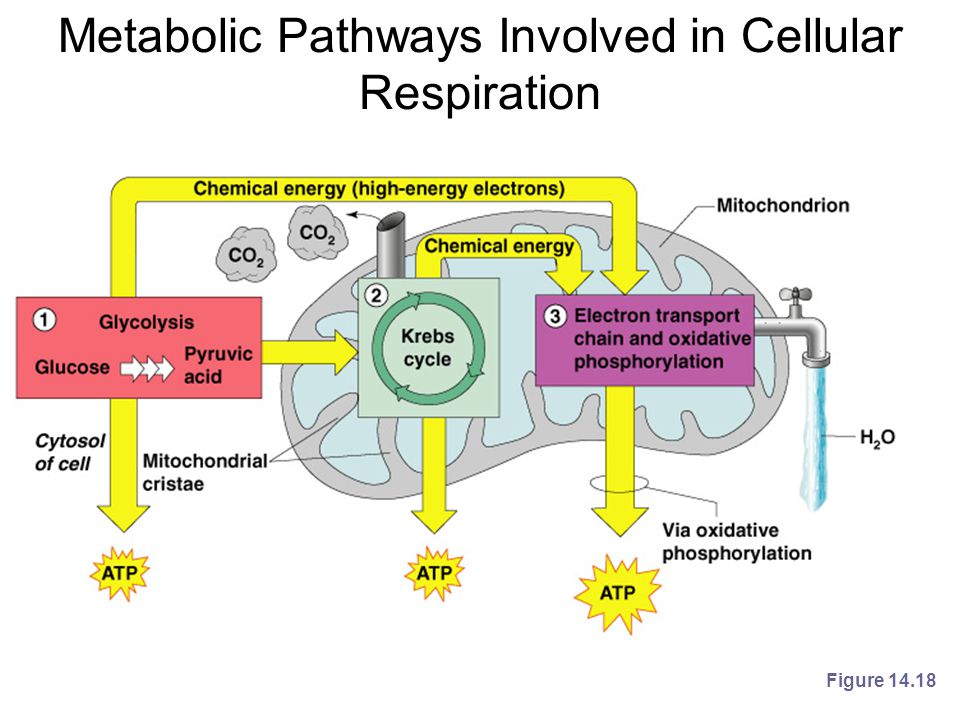 Metabolic Pathways Involved in Cellular
Respiration
Chemical energy (high-energy electrons)
Mitochondrion
CO₂
CO₂
Chemical energy
1
Glycolysis
Glucose
Pyruvic
acid
2
Krebs
cycle
3
Electron transport
chain and oxidative
phosphorylation
Cytosol
of cell
Mitochondrial
cristae
H₂O
Via oxidative
phosphorylation
ATP
ATP
ATP
Figure 14.18